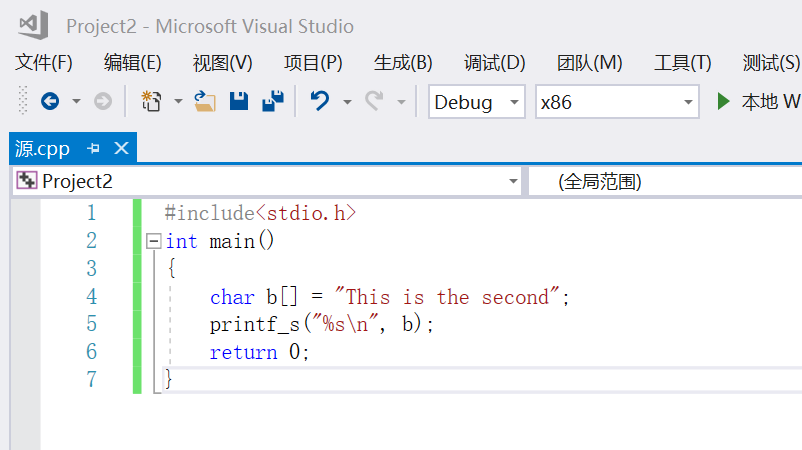 Project2 - Microsoft Visual Studio
文件(F) 编辑(E) 视图(V) 项目(P) 生成(B) 调试(D) 团队(M) 工具(T) 测试(S)
Debug x86 本地 W
源.cpp
Project2 (全局范围)
1 #include<stdio.h>
2 int main()
3 {
4 char b[] = "This is the second";
5 printf_s("%s\n", b);
6 return 0;
7 }